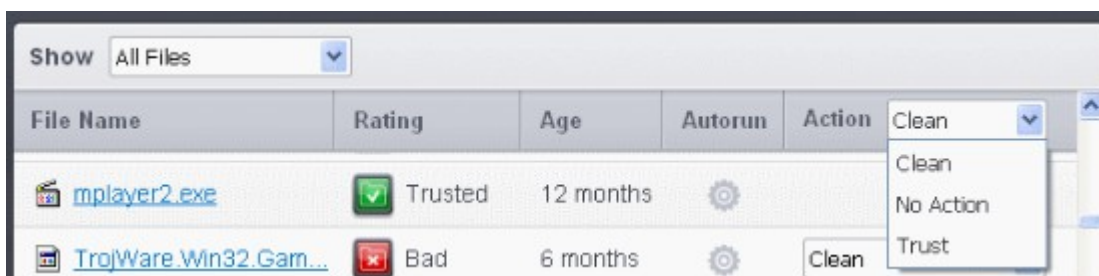 Show All Files
File Name Rating Age Autorun Action Clean
Clean
mplayer2.exe Trusted 12 months
No Action
Trust
TrojWare.Win32.Gam... Bad 6 months Clean